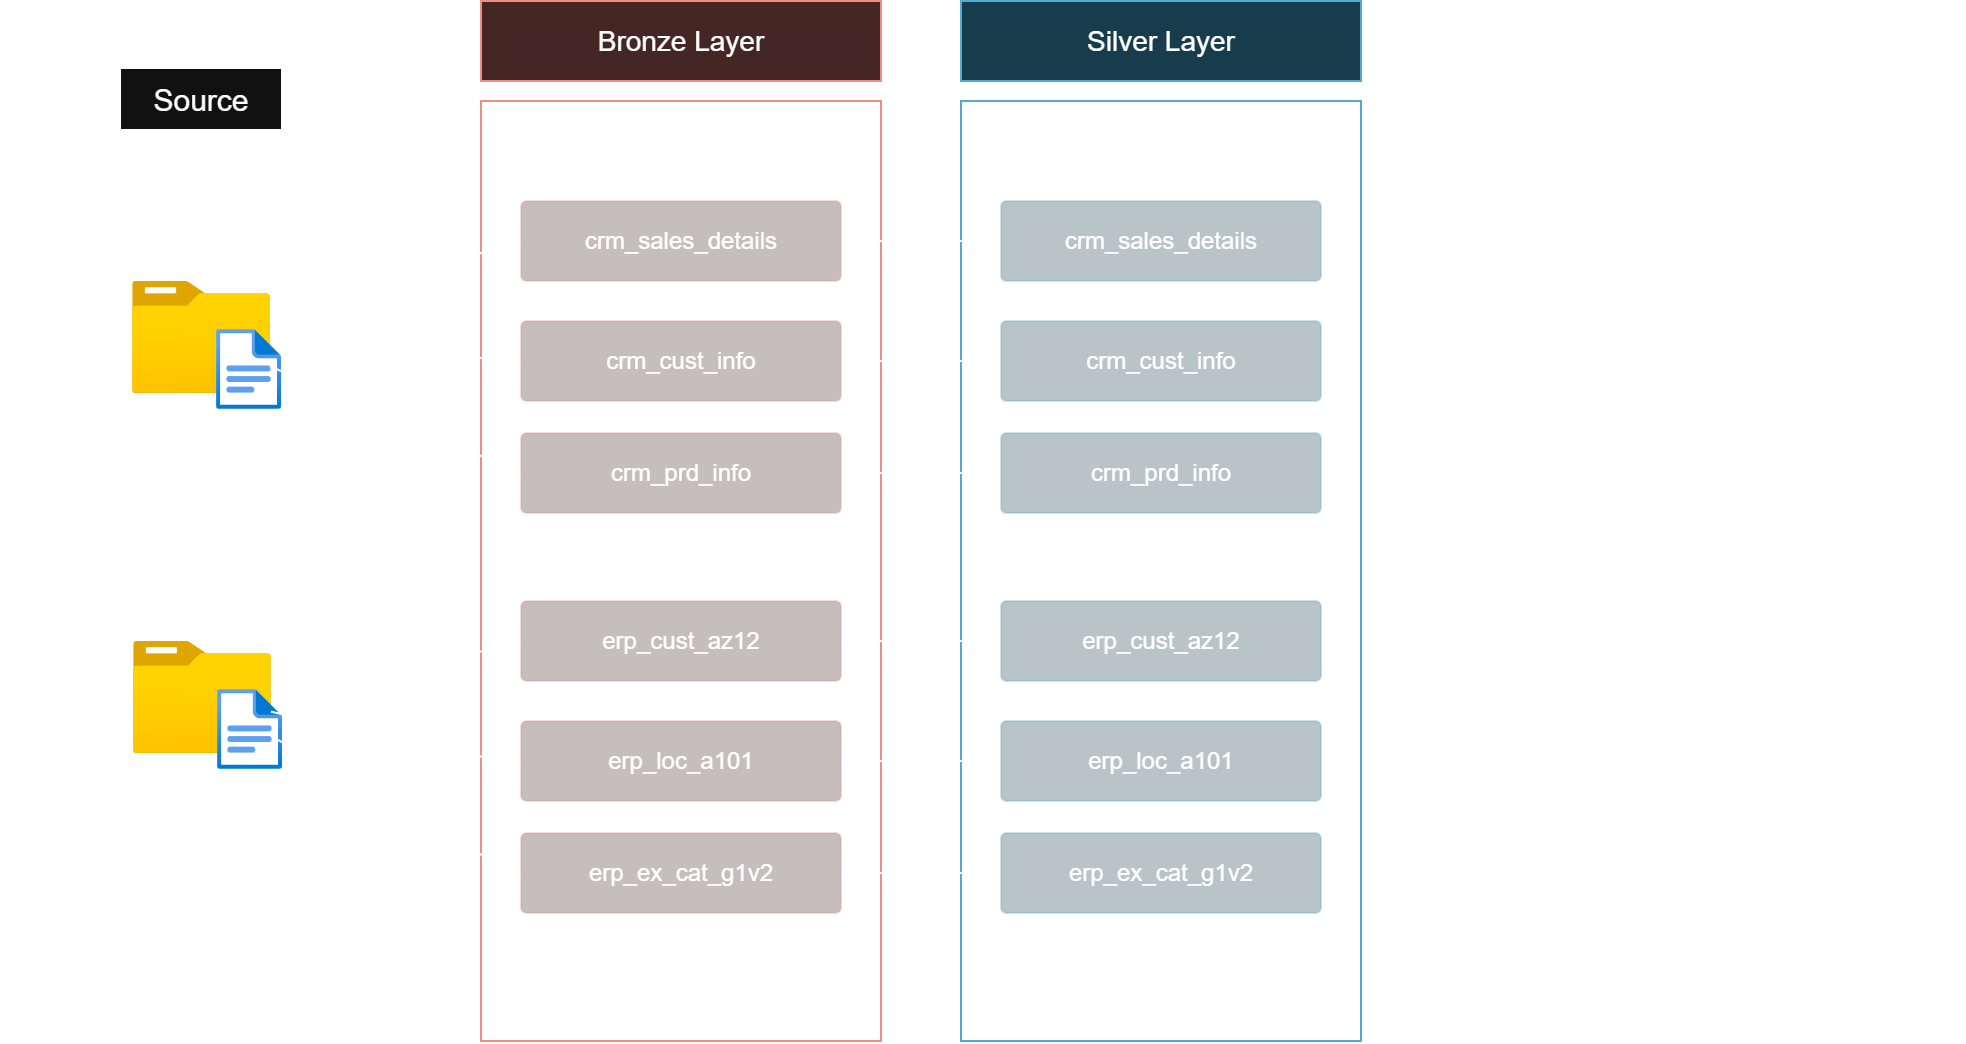 Source
Bronze Layer
crm_sales_details
crm_cust_info
crm_prd_info
erp_cust_az12
erp_loc_a101
erp_ex_cat_g1v2
Silver Layer
crm_sales_details
crm_cust_info
crm_prd_info
erp_cust_az12
erp_loc_a101
erp_ex_cat_g1v2